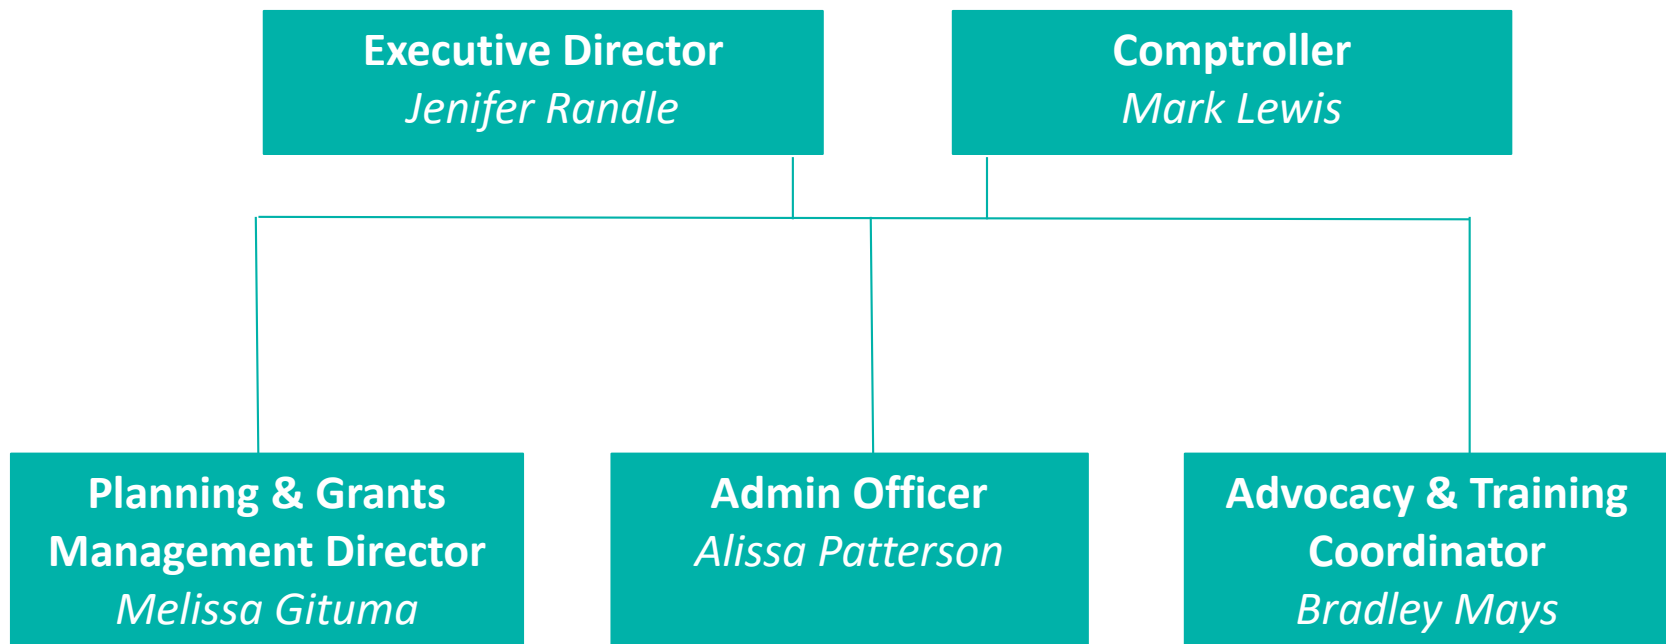 Executive Director
Jenifer Randle
Comptroller
Mark Lewis
Planning & Grants
Management Director
Melissa Gituma
Admin Officer
Alissa Patterson
Advocacy & Training
Coordinator
Bradley Mays